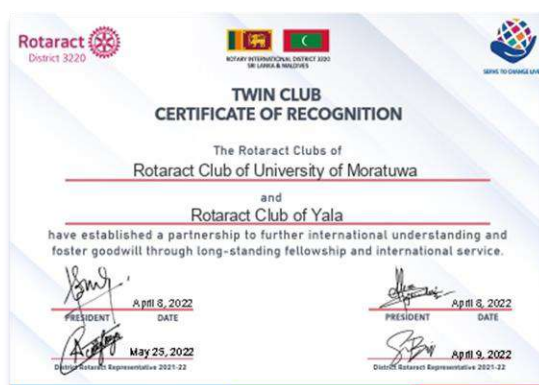 Rotaract
District 3220
ROTARY INTERNATIONAL DISTRICT 3220
SRI LANKA & MALDIVES
SERVE TO CHANGE LIVES
TWIN CLUB
CERTIFICATE OF RECOGNITION
The Rotaract Clubs of
Rotaract Club of University of Moratuwa
and
Rotaract Club of Yala
have established a partnership to further international understanding and
foster goodwill through long-standing fellowship and international service.
April 8, 2022
April 8, 2022
PRESIDENT DATE
PRESIDENT DATE
May 25, 2022
April 9, 2022
District Rotaract Representative 2021-22
District Rotaract Representative 2021-22